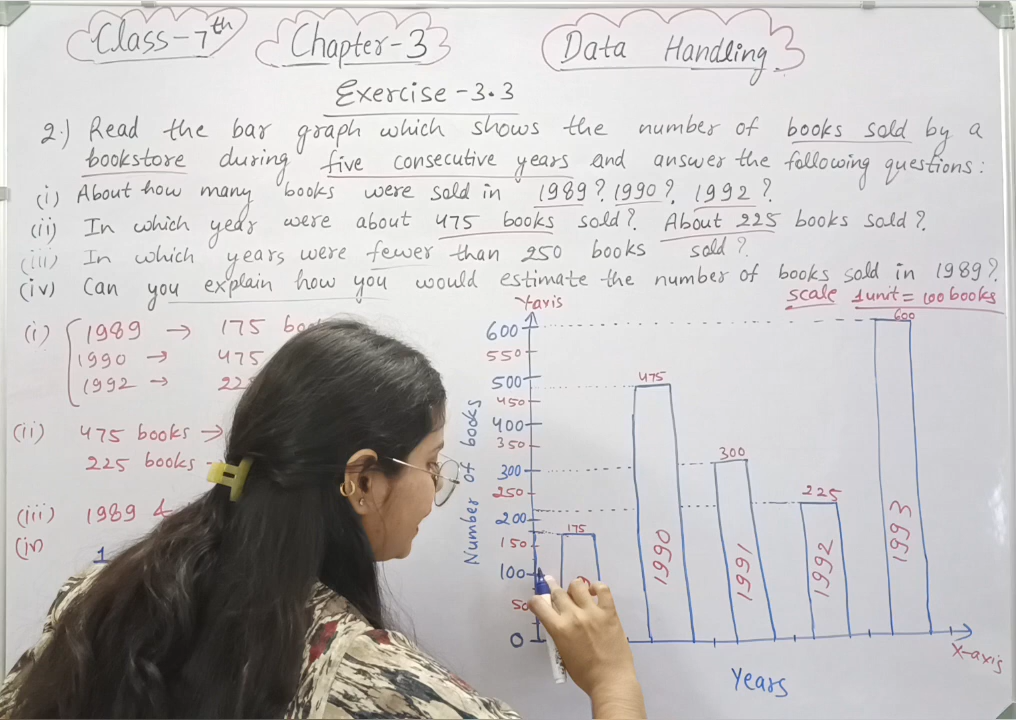 Class-7th Chapter-3 Data Handling
Exercise-3.3
2.) Read the bar graph which shows the number of books sold by a
bookstore during five consecutive years and answer the following questions:
(i) About how many books were sold in 1989? 1990? 1992?
(ii) In which year were about 475 books sold? About 225 books sold?
(iii) In which years were fewer than 250 books sold?
(iv) Can you explain how you would estimate the number of books sold in 1989?
scale 1unit = 100 books
(i) 1989 → 175
1990 → 475
1992 →
(ii) 475 books →
225 books
(iii) 1989 &
(iv
1
Y-axis
Number of books
600
550
500
450
400
350
300
250
200
150
100
50
0
175
475
300
225
600
1990
1991
1992
1993
X-axis
Years